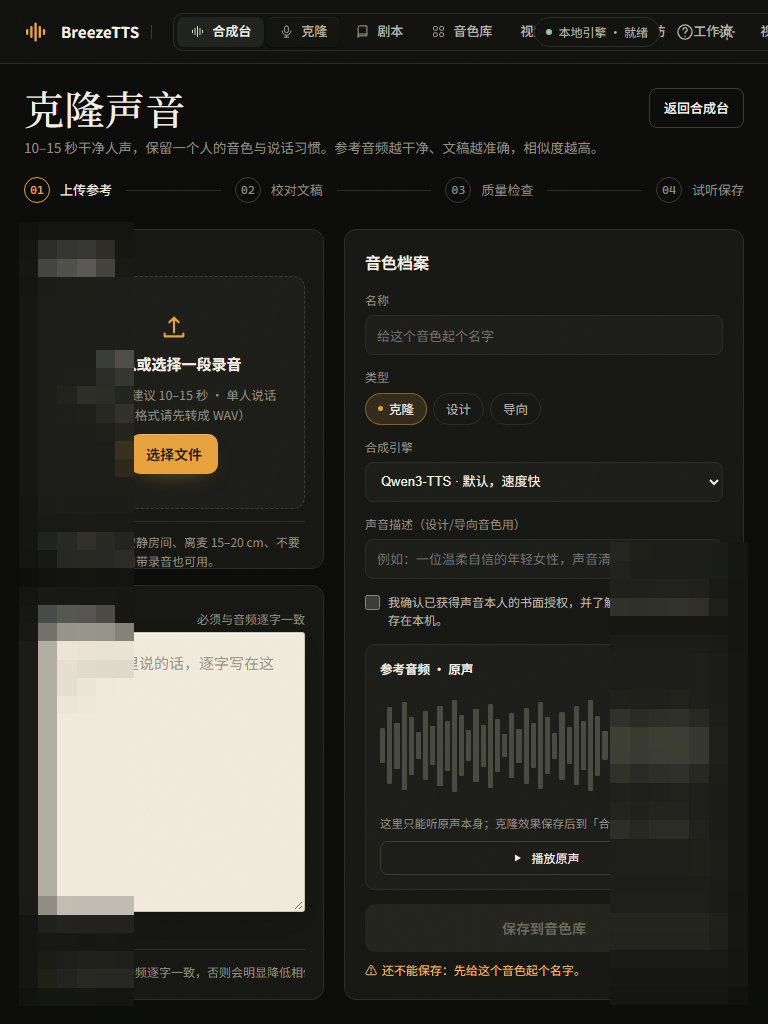 BreezeTTS
合成台
克隆
剧本
音色库
本地引擎 · 就绪
工作流
克隆声音
返回合成台
10–15 秒干净人声，保留一个人的音色与说话习惯。参考音频越干净、文稿越准确，相似度越高。
01 上传参考
02 校对文稿
03 质量检查
04 试听保存
或选择一段录音
建议 10–15 秒 · 单人说话
格式请先转成 WAV）
选择文件
静房间、离麦 15–20 cm、不要
带录音也可用。
必须与音频逐字一致
里说的话，逐字写在这
频逐字一致，否则会明显降低相
音色档案
名称
给这个音色起个名字
类型
克隆
设计
导向
合成引擎
Qwen3-TTS · 默认，速度快
声音描述（设计/导向音色用）
例如：一位温柔自信的年轻女性，声音清
我确认已获得声音本人的书面授权，并了解
存在本机。
参考音频 · 原声
这里只能听原声本身；克隆效果保存后到「合
播放原声
保存到音色库
还不能保存：先给这个音色起个名字。